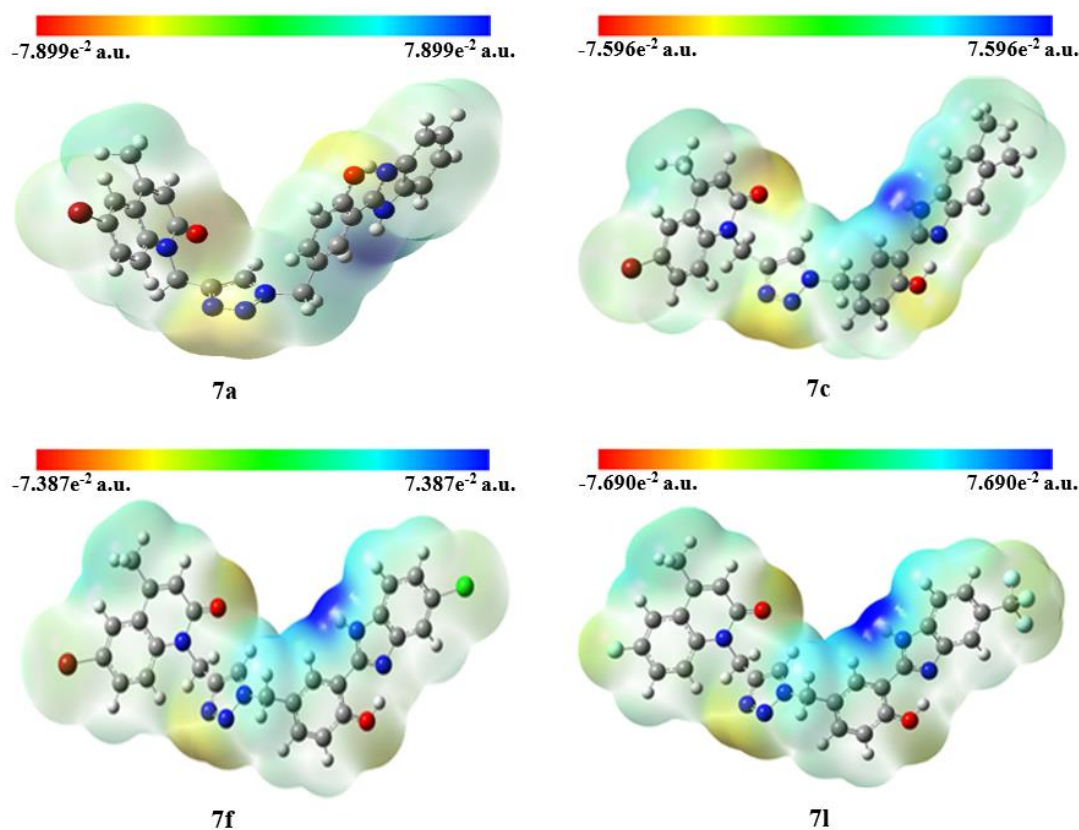 -7.899e⁻² a.u. 7.899e⁻² a.u.
-7.596e⁻² a.u. 7.596e⁻² a.u.
7a
7c
-7.387e⁻² a.u. 7.387e⁻² a.u.
-7.690e⁻² a.u. 7.690e⁻² a.u.
7f
7l